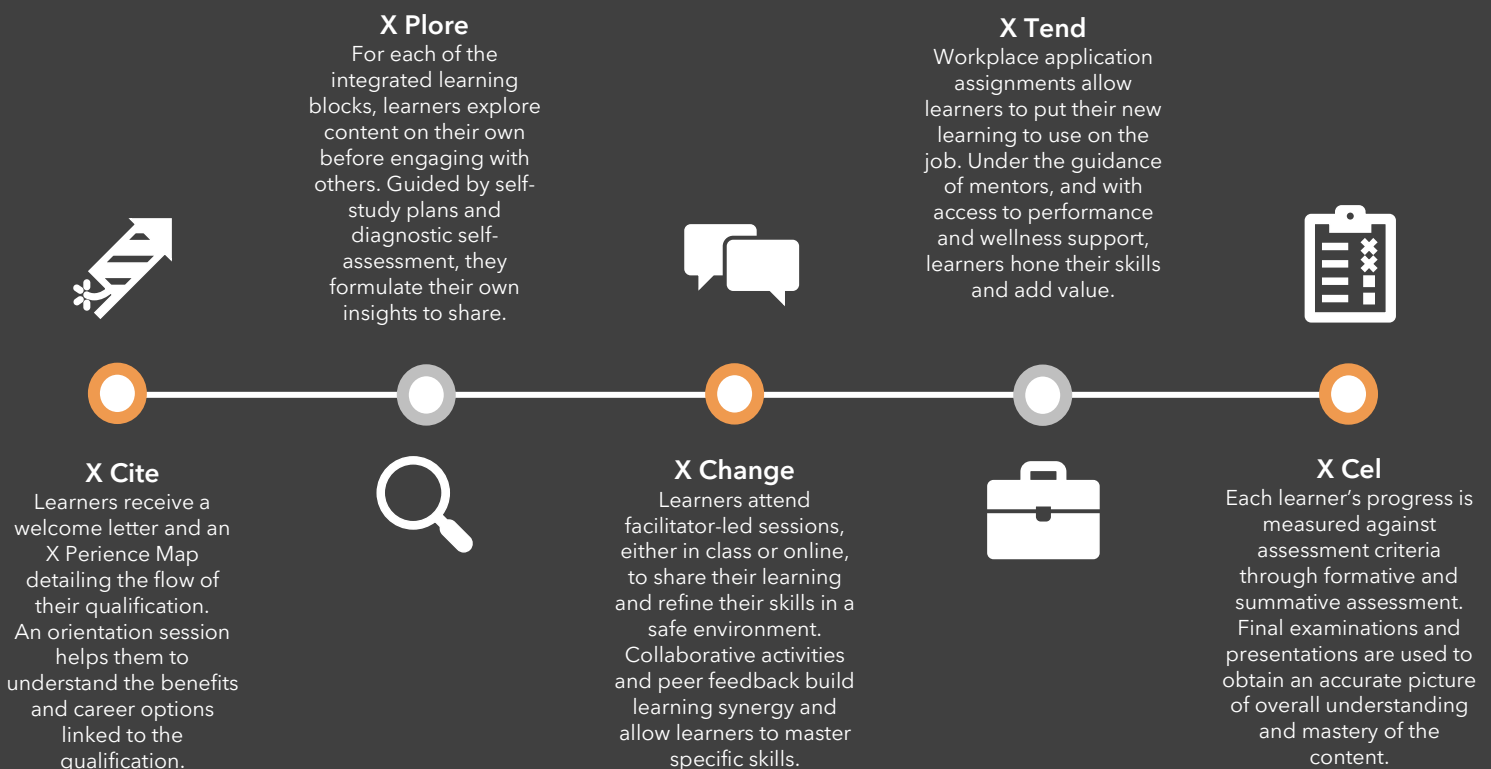 X Plore
For each of the
integrated learning
blocks, learners explore
content on their own
before engaging with
others. Guided by self-
study plans and
diagnostic self-
assessment, they
formulate their own
insights to share.
X Tend
Workplace application
assignments allow
learners to put their new
learning to use on the
job. Under the guidance
of mentors, and with
access to performance
and wellness support,
learners hone their skills
and add value.
X Cite
Learners receive a
welcome letter and an
X Perience Map
detailing the flow of
their qualification.
An orientation session
helps them to
understand the benefits
and career options
linked to the
qualification.
X Change
Learners attend
facilitator-led sessions,
either in class or online,
to share their learning
and refine their skills in a
safe environment.
Collaborative activities
and peer feedback build
learning synergy and
allow learners to master
specific skills.
X Cel
Each learner’s progress is
measured against
assessment criteria
through formative and
summative assessment.
Final examinations and
presentations are used to
obtain an accurate picture
of overall understanding
and mastery of the
content.